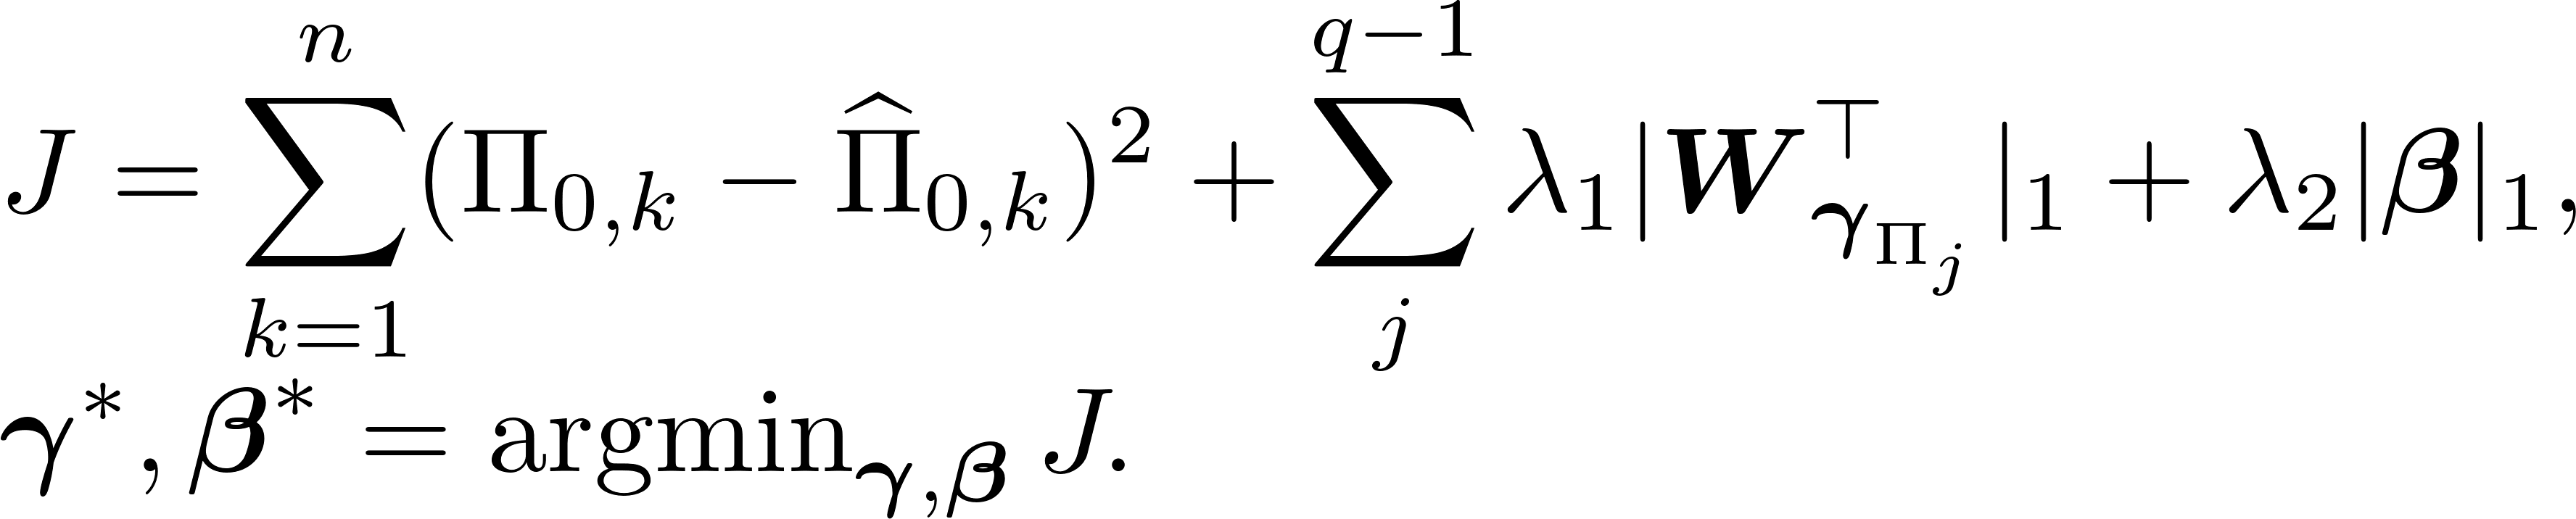 $J = \sum_{k=1}^{n} (\Pi_{0,k} - \widehat{\Pi}_{0,k})^2 + \sum_{j}^{q-1} \lambda_1 |\boldsymbol{W}_{\boldsymbol{\gamma}_{\Pi_j}}^{\top}|_1 + \lambda_2 |\boldsymbol{\beta}|_1,$
$\boldsymbol{\gamma}^*, \boldsymbol{\beta}^* = \mathrm{argmin}_{\boldsymbol{\gamma},\boldsymbol{\beta}} \, J.$